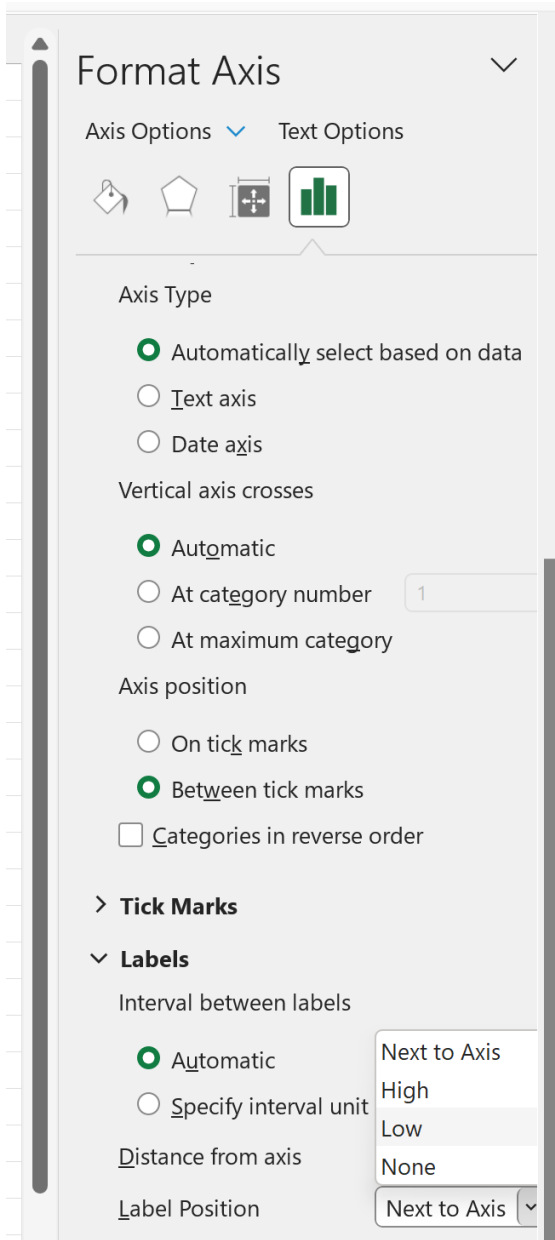 Format Axis
Axis Options Text Options
Axis Type
Automatically select based on data
Text axis
Date axis
Vertical axis crosses
Automatic
At category number 1
At maximum category
Axis position
On tick marks
Between tick marks
Categories in reverse order
Tick Marks
Labels
Interval between labels
Automatic
Specify interval unit
Distance from axis
Label Position
Next to Axis
High
Low
None
Next to Axis